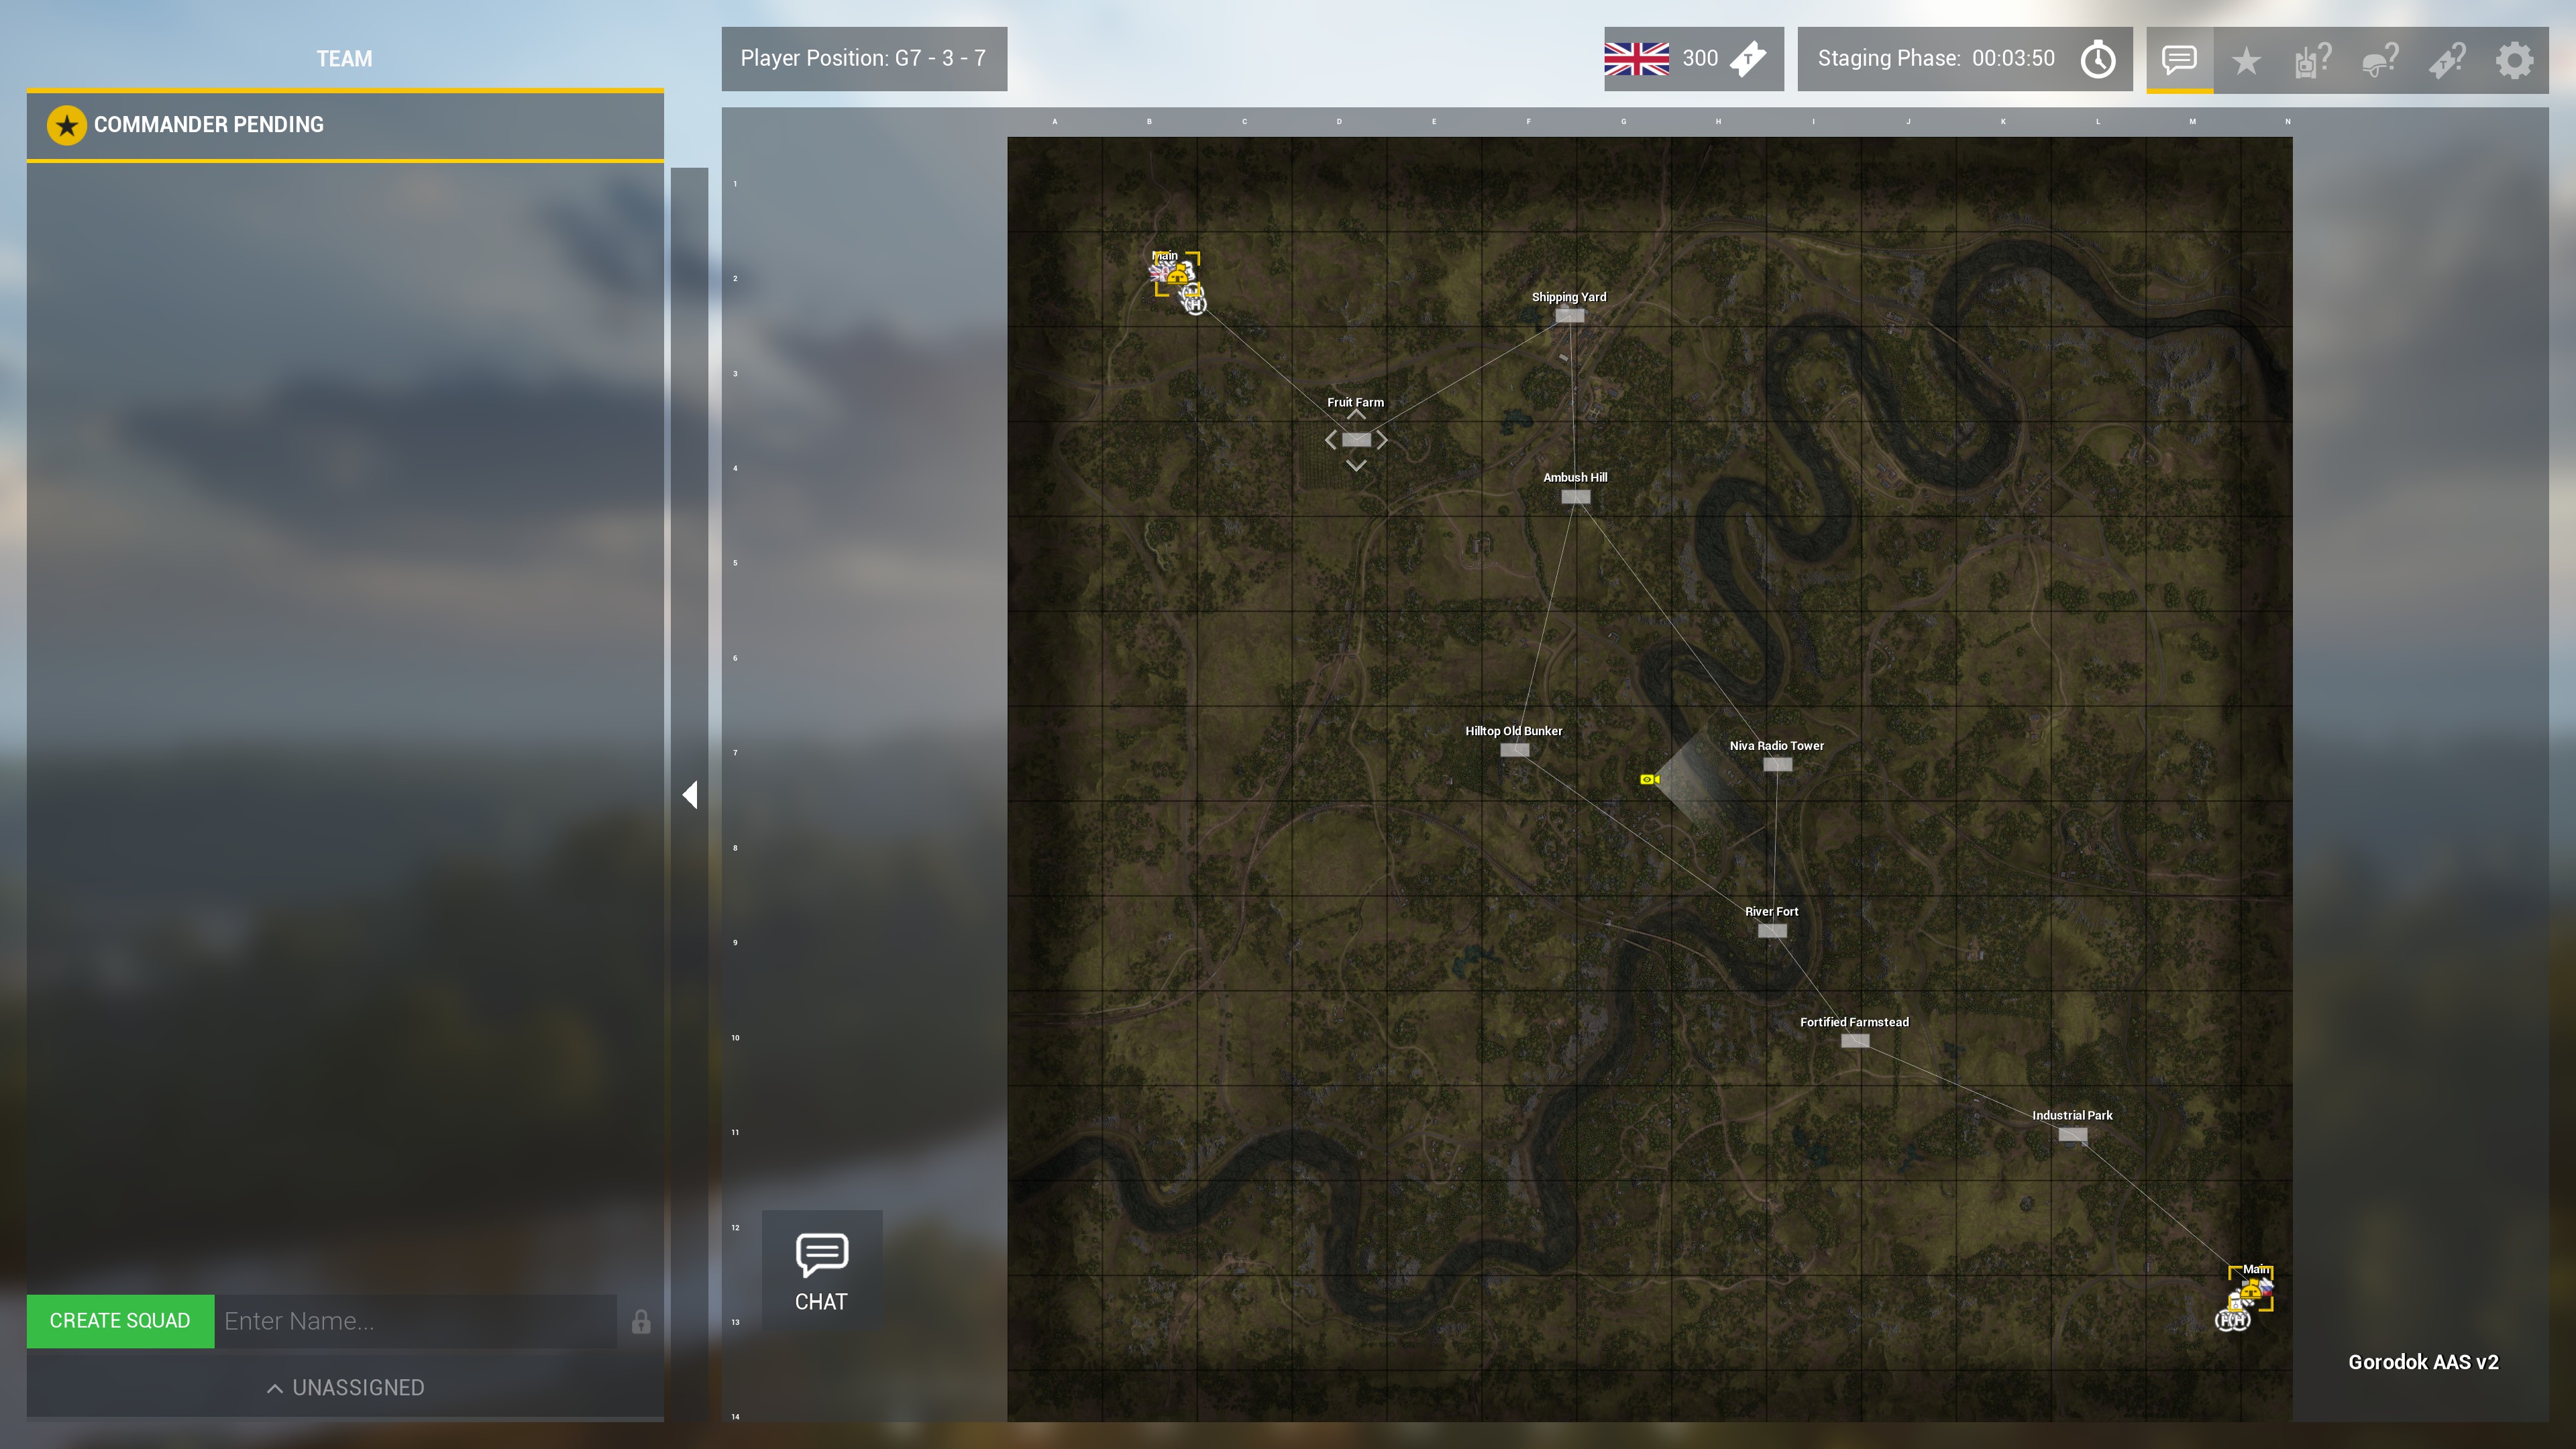 TEAM
Player Position: G7 - 3 - 7
300
Staging Phase: 00:03:50
COMMANDER PENDING
A B C D E F G H I J K L M N
1
2
3
4
5
6
7
8
9
10
11
12
13
14
Main
Shipping Yard
Fruit Farm
Ambush Hill
Hilltop Old Bunker
Niva Radio Tower
River Fort
Fortified Farmstead
Industrial Park
Main
CHAT
CREATE SQUAD
Enter Name...
UNASSIGNED
Gorodok AAS v2